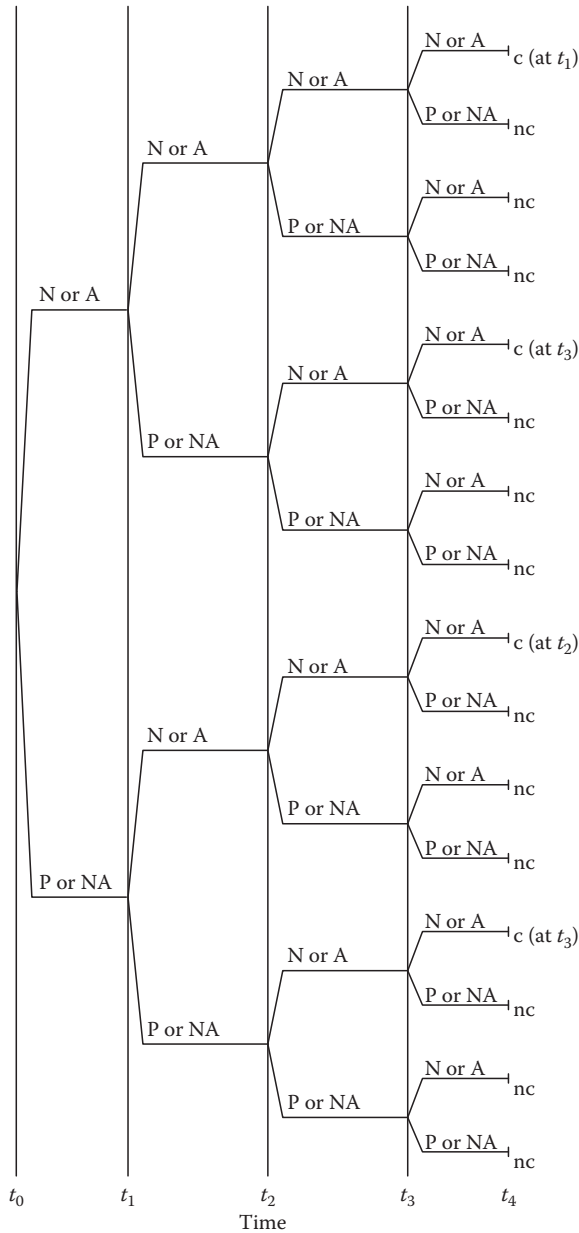 N or A
c (at t₁)
N or A
P or NA
nc
N or A
N or A
nc
P or NA
P or NA
nc
N or A
N or A
c (at t₃)
N or A
P or NA
nc
P or NA
N or A
nc
P or NA
P or NA
nc
N or A
c (at t₂)
N or A
P or NA
nc
N or A
N or A
nc
P or NA
P or NA
nc
P or NA
N or A
c (at t₃)
N or A
P or NA
nc
P or NA
N or A
nc
P or NA
P or NA
nc
t₀ t₁ t₂ t₃ t₄
Time